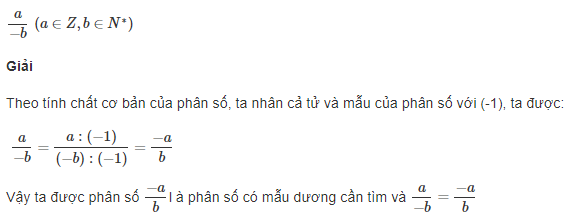 a/−b (a ∈ Z, b ∈ N*)
Giải
Theo tính chất cơ bản của phân số, ta nhân cả tử và mẫu của phân số với (-1), ta được:
a/−b = a : (−1)/(−b) : (−1) = −a/b
Vậy ta được phân số −a/b l à phân số có mẫu dương cần tìm và a/−b = −a/b